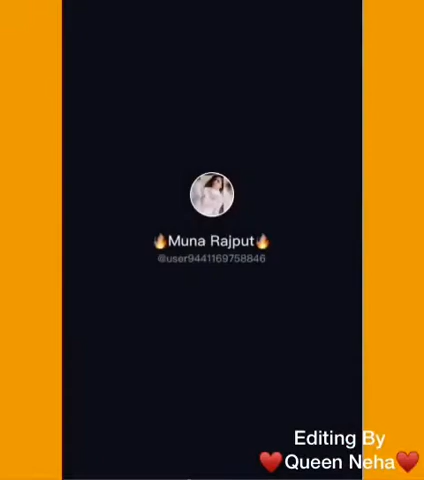 🔥Muna Rajput🔥
@user9441169758846
Editing By
♥️Queen Neha♥️